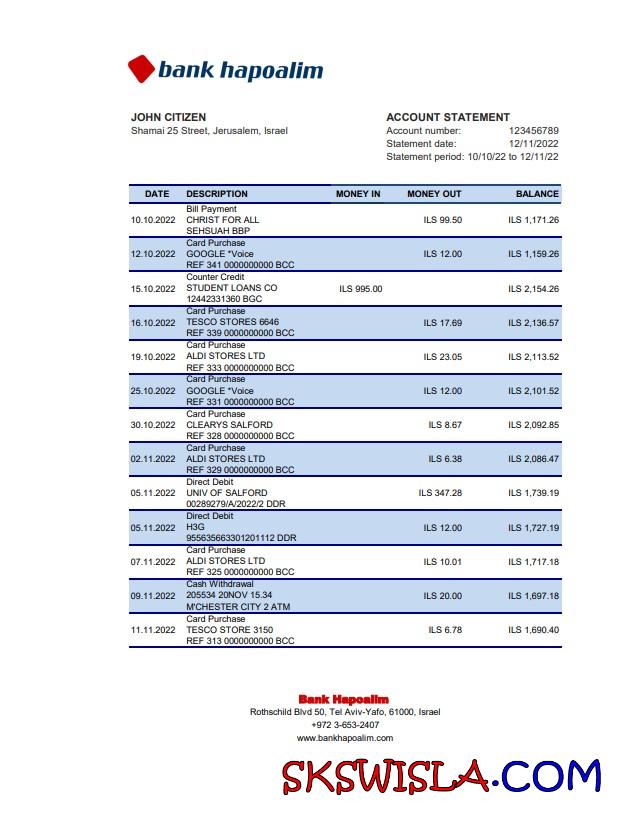 bank hapoalim
JOHN CITIZEN
Shamai 25 Street, Jerusalem, Israel
ACCOUNT STATEMENT
Account number: 123456789
Statement date: 12/11/2022
Statement period: 10/10/22 to 12/11/22
DATE DESCRIPTION MONEY IN MONEY OUT BALANCE
Bill Payment
10.10.2022 CHRIST FOR ALL ILS 99.50 ILS 1,171.26
SEHSUAH BBP
Card Purchase
12.10.2022 GOOGLE *Voice ILS 12.00 ILS 1,159.26
REF 341 0000000000 BCC
Counter Credit
15.10.2022 STUDENT LOANS CO ILS 995.00 ILS 2,154.26
12442331360 BGC
Card Purchase
16.10.2022 TESCO STORES 6646 ILS 17.69 ILS 2,136.57
REF 339 0000000000 BCC
Card Purchase
19.10.2022 ALDI STORES LTD ILS 23.05 ILS 2,113.52
REF 333 0000000000 BCC
Card Purchase
25.10.2022 GOOGLE *Voice ILS 12.00 ILS 2,101.52
REF 331 0000000000 BCC
Card Purchase
30.10.2022 CLEARYS SALFORD ILS 8.67 ILS 2,092.85
REF 328 0000000000 BCC
Card Purchase
02.11.2022 ALDI STORES LTD ILS 6.38 ILS 2,086.47
REF 329 0000000000 BCC
Direct Debit
05.11.2022 UNIV OF SALFORD ILS 347.28 ILS 1,739.19
00289279/A/2022/2 DDR
Direct Debit
05.11.2022 H3G ILS 12.00 ILS 1,727.19
955635663301201112 DDR
Card Purchase
07.11.2022 ALDI STORES LTD ILS 10.01 ILS 1,717.18
REF 325 0000000000 BCC
Cash Withdrawal
09.11.2022 205534 20NOV 15.34 ILS 20.00 ILS 1,697.18
M'CHESTER CITY 2 ATM
Card Purchase
11.11.2022 TESCO STORE 3150 ILS 6.78 ILS 1,690.40
REF 313 0000000000 BCC
Bank Hapoalim
Rothschild Blvd 50, Tel Aviv-Yafo, 61000, Israel
+972 3-653-2407
www.bankhapoalim.com
SKSWISLA.COM